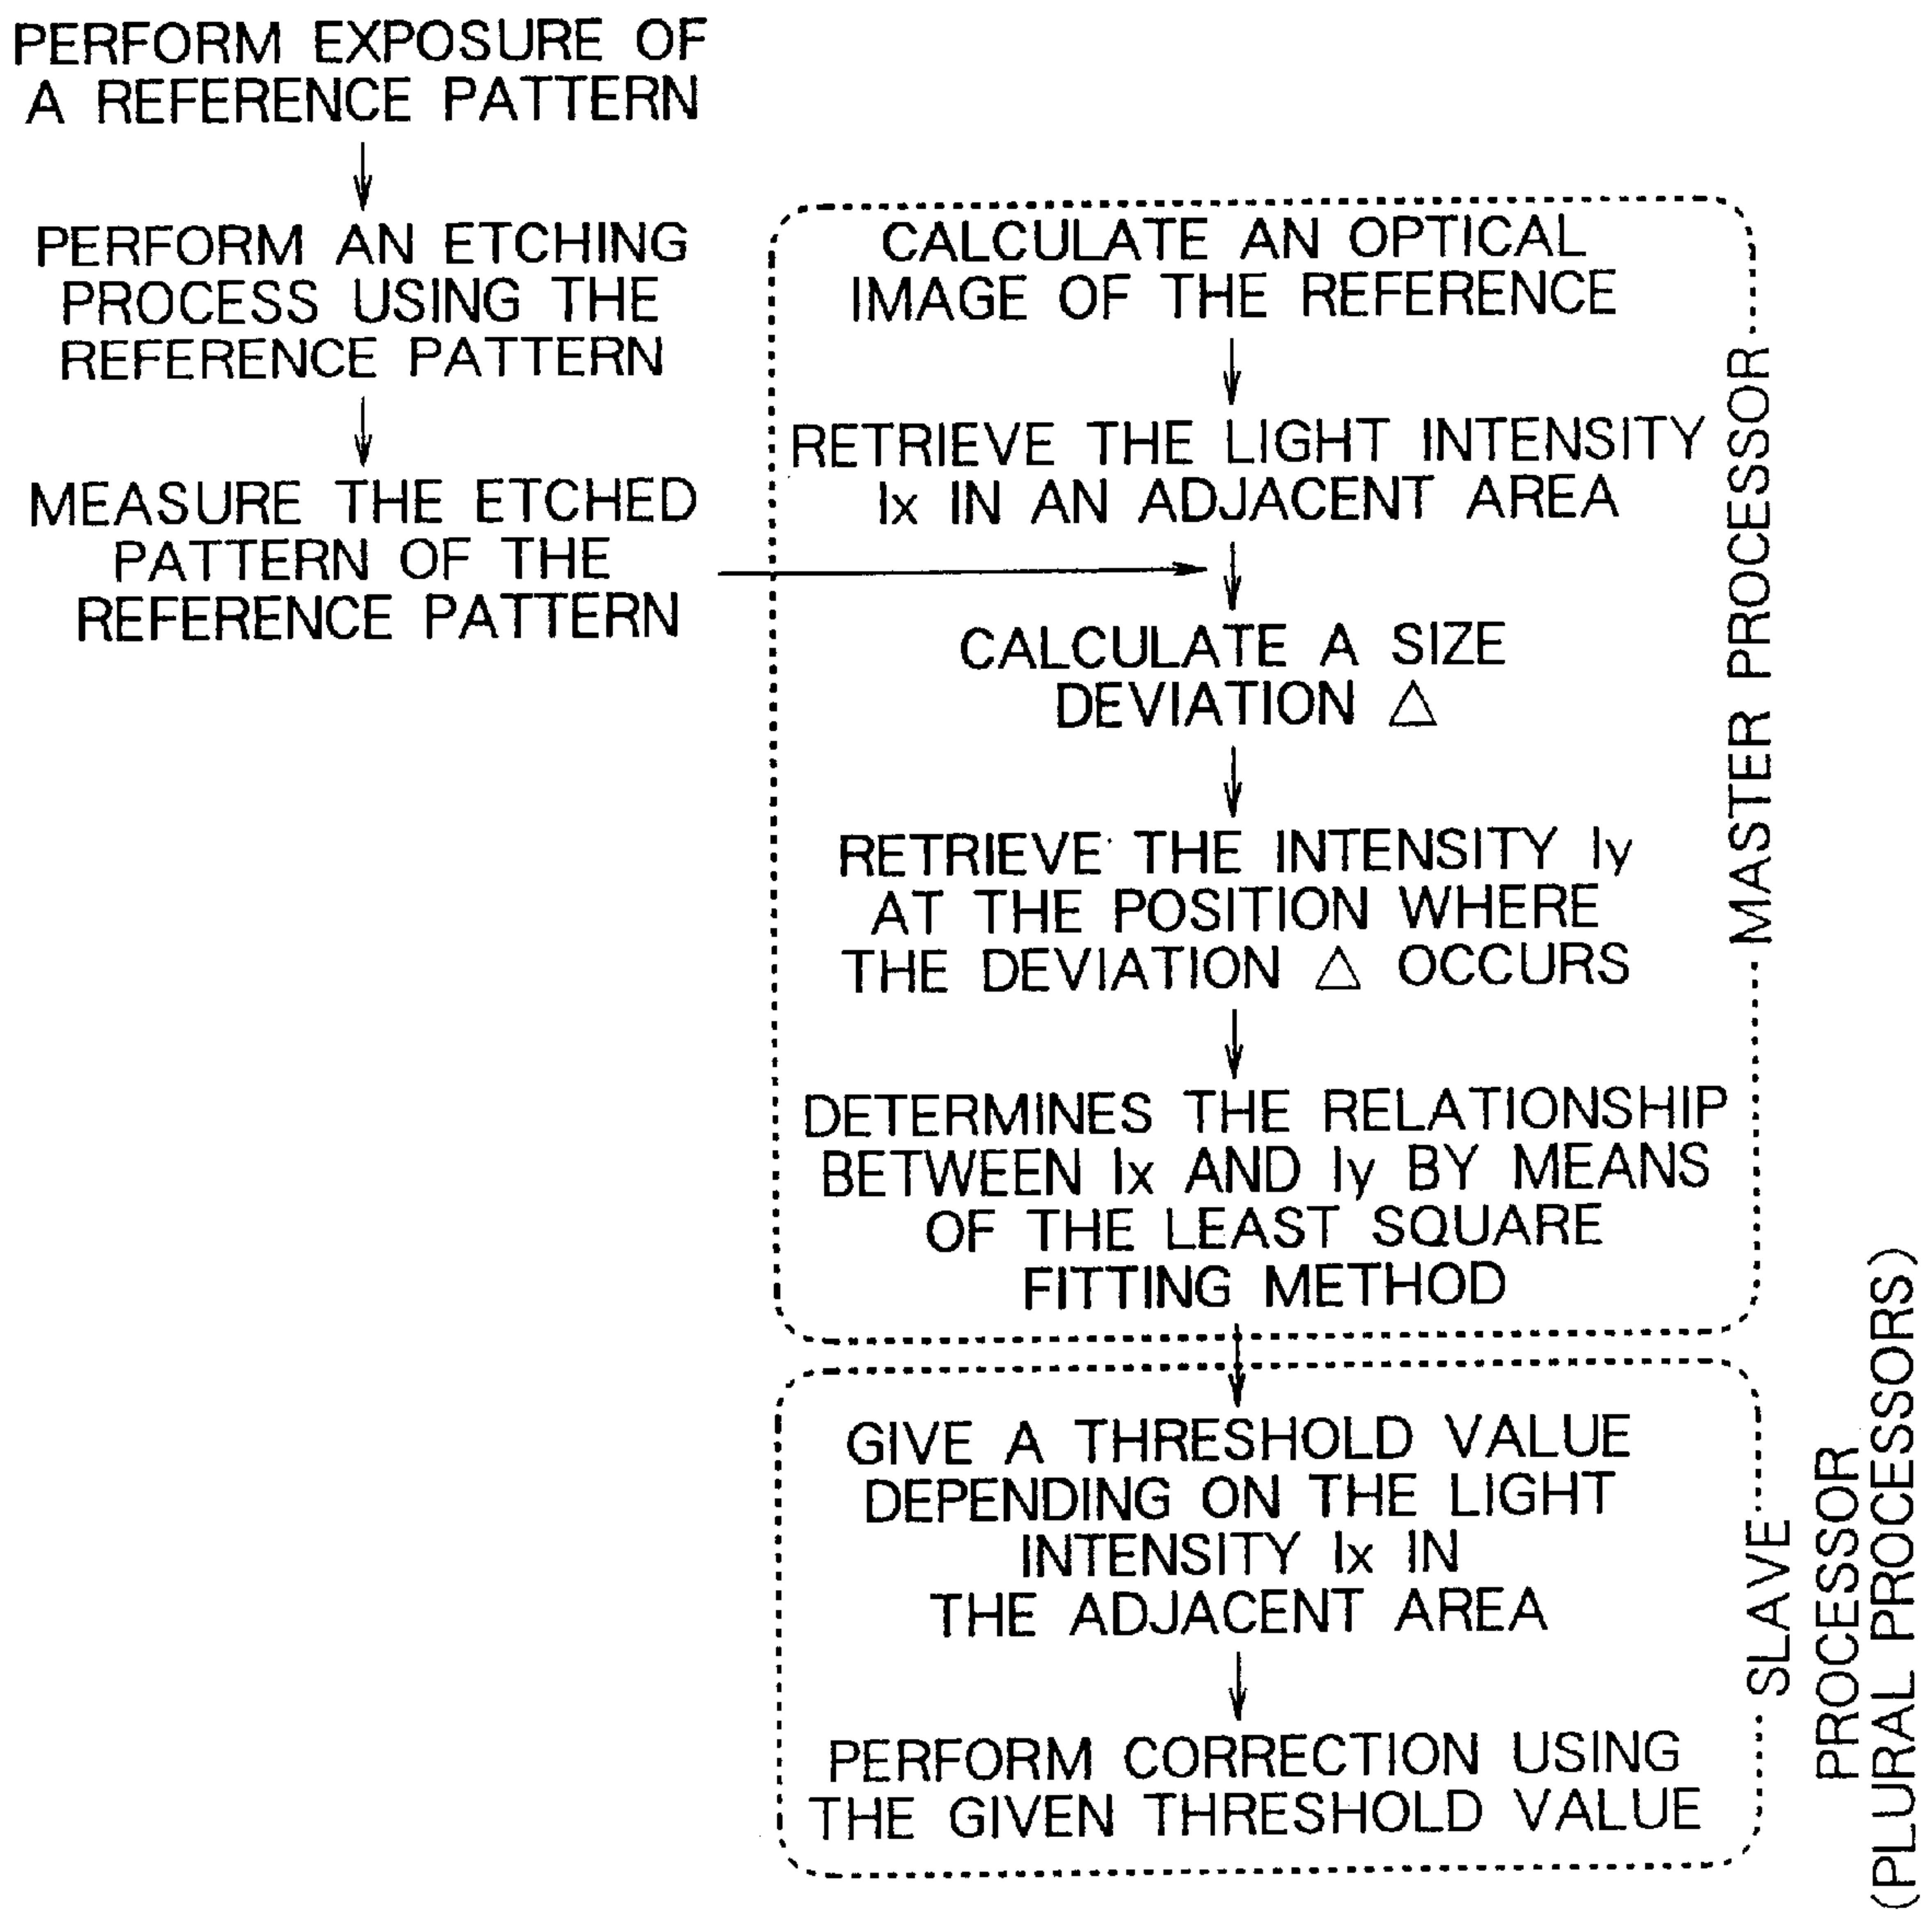 PERFORM EXPOSURE OF
A REFERENCE PATTERN
PERFORM AN ETCHING
PROCESS USING THE
REFERENCE PATTERN
MEASURE THE ETCHED
PATTERN OF THE
REFERENCE PATTERN
CALCULATE AN OPTICAL
IMAGE OF THE REFERENCE
RETRIEVE THE LIGHT INTENSITY
Ix IN AN ADJACENT AREA
CALCULATE A SIZE
DEVIATION △
RETRIEVE THE INTENSITY Iy
AT THE POSITION WHERE
THE DEVIATION △ OCCURS
DETERMINES THE RELATIONSHIP
BETWEEN Ix AND Iy BY MEANS
OF THE LEAST SQUARE
FITTING METHOD
MASTER PROCESSOR
GIVE A THRESHOLD VALUE
DEPENDING ON THE LIGHT
INTENSITY Ix IN
THE ADJACENT AREA
PERFORM CORRECTION USING
THE GIVEN THRESHOLD VALUE
SLAVE
PROCESSOR
(PLURAL PROCESSORS)